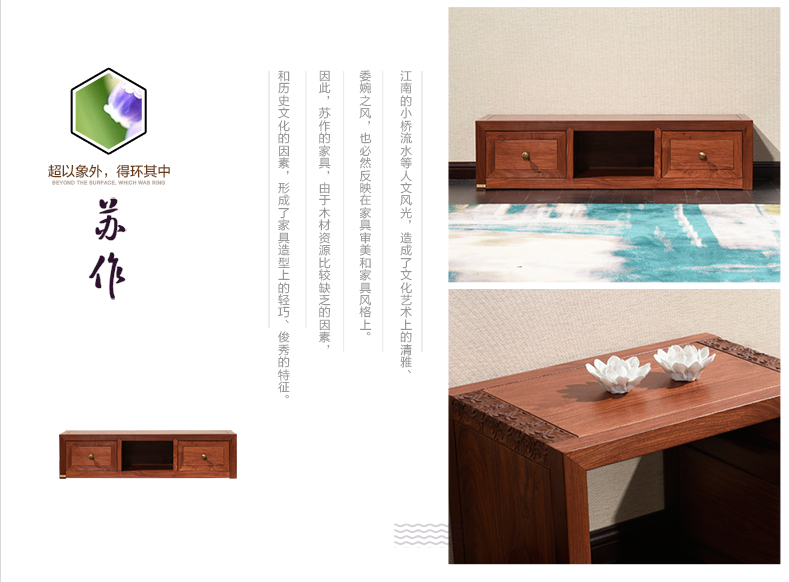 超以象外，得环其中
BEYOND THE SURFACE, WHICH WAS RING
苏作
江南的小桥流水等人文风光，造成了文化艺术上的清雅、
委婉之风，也必然反映在家具审美和家具风格上。
因此，苏作的家具，由于木材资源比较缺乏的因素，
和历史文化的因素，形成了家具造型上的轻巧、俊秀的特征。